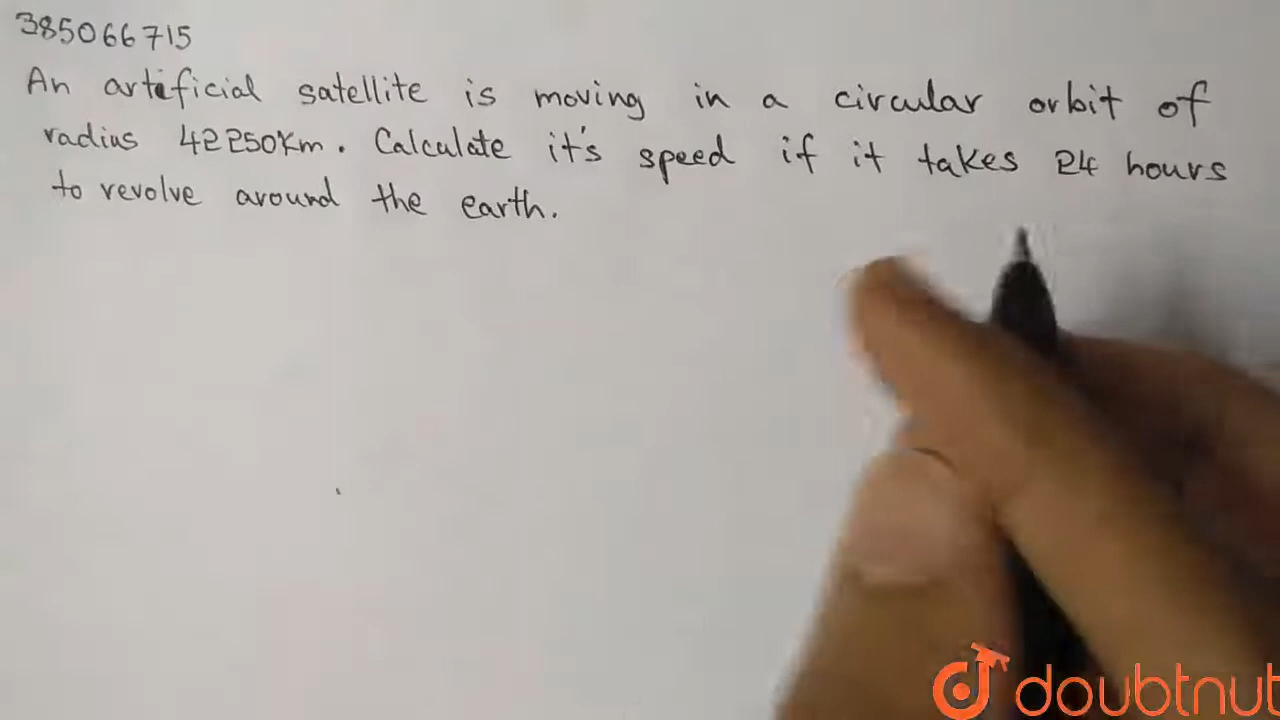 385066715
An arteficial satellite is moving in a circular orbit of
radius 42250Km. Calculate it's speed if it takes 24 hours
to revolve around the earth.
doubtnut